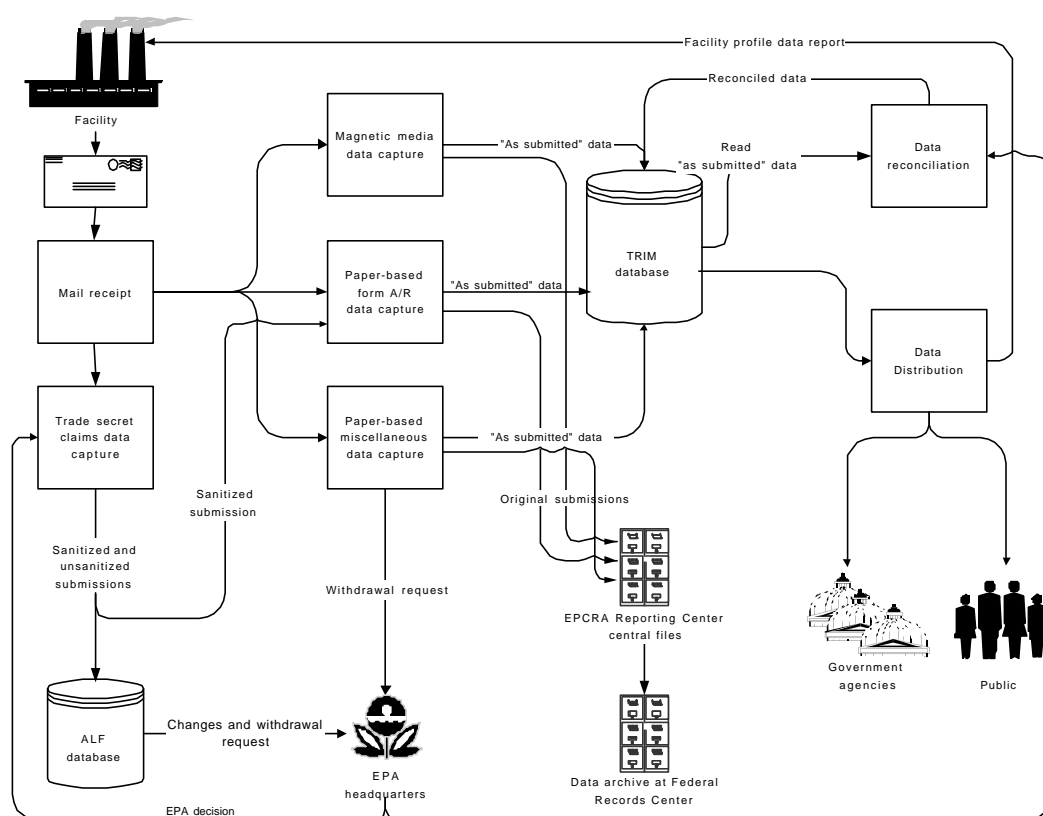 Facility profile data report
Reconciled data
Facility
Magnetic media
data capture
"As submitted" data
Read
"as submitted" data
Data
reconciliation
Mail receipt
Paper-based
form A/R
data capture
"As submitted" data
TRIM
database
Data
Distribution
Trade secret
claims data
capture
Paper-based
miscellaneous
data capture
"As submitted" data
Sanitized
submission
Original submissions
Sanitized and
unsanitized
submissions
Withdrawal request
EPCRA Reporting Center
central files
Government
agencies
Public
ALF
database
Changes and withdrawal
request
EPA
headquarters
Data archive at Federal
Records Center
EPA decision